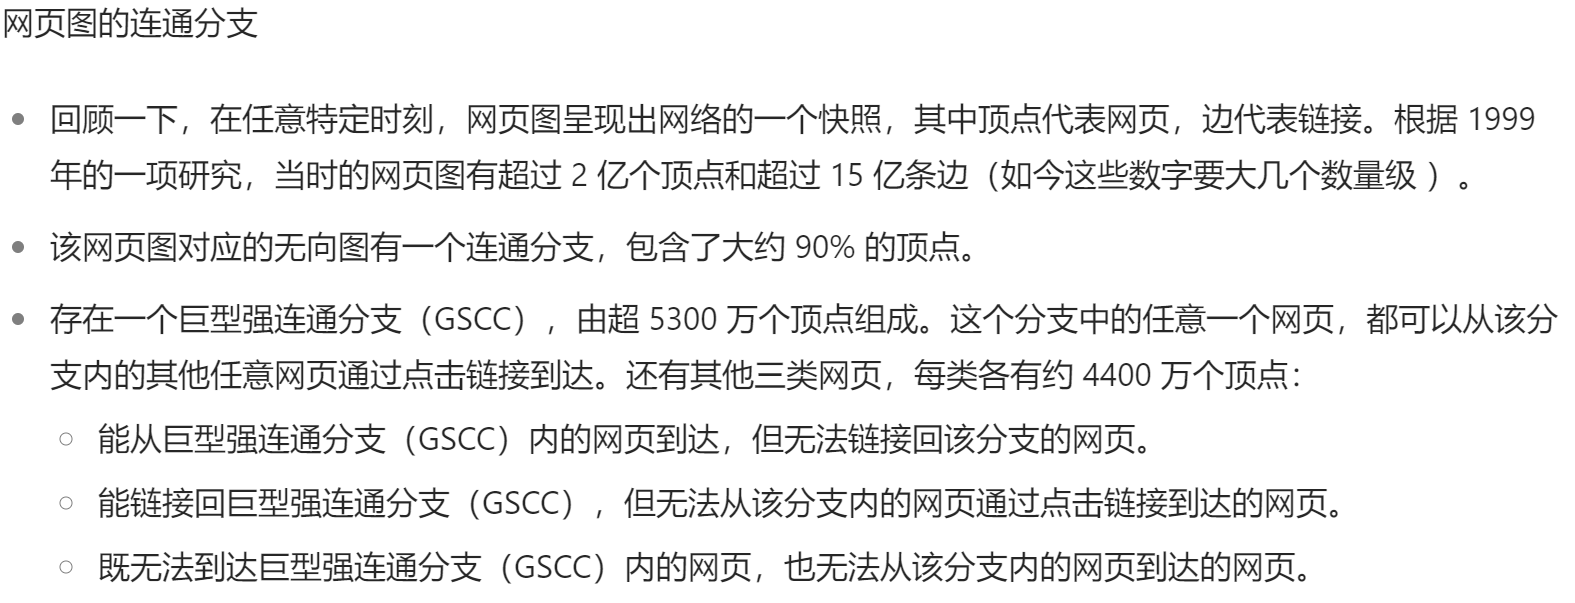 网页图的连通分支
● 回顾一下，在任意特定时刻，网页图呈现出网络的一个快照，其中顶点代表网页，边代表链接。根据 1999
年的一项研究，当时的网页图有超过 2 亿个顶点和超过 15 亿条边（如今这些数字要大几个数量级 ）。
● 该网页图对应的无向图有一个连通分支，包含了大约 90% 的顶点。
● 存在一个巨型强连通分支（GSCC），由超 5300 万个顶点组成。这个分支中的任意一个网页，都可以从该分
支内的其他任意网页通过点击链接到达。还有其他三类网页，每类各有约 4400 万个顶点：
○ 能从巨型强连通分支（GSCC）内的网页到达，但无法链接回该分支的网页。
○ 能链接回巨型强连通分支（GSCC），但无法从该分支内的网页通过点击链接到达的网页。
○ 既无法到达巨型强连通分支（GSCC）内的网页，也无法从该分支内的网页到达的网页。